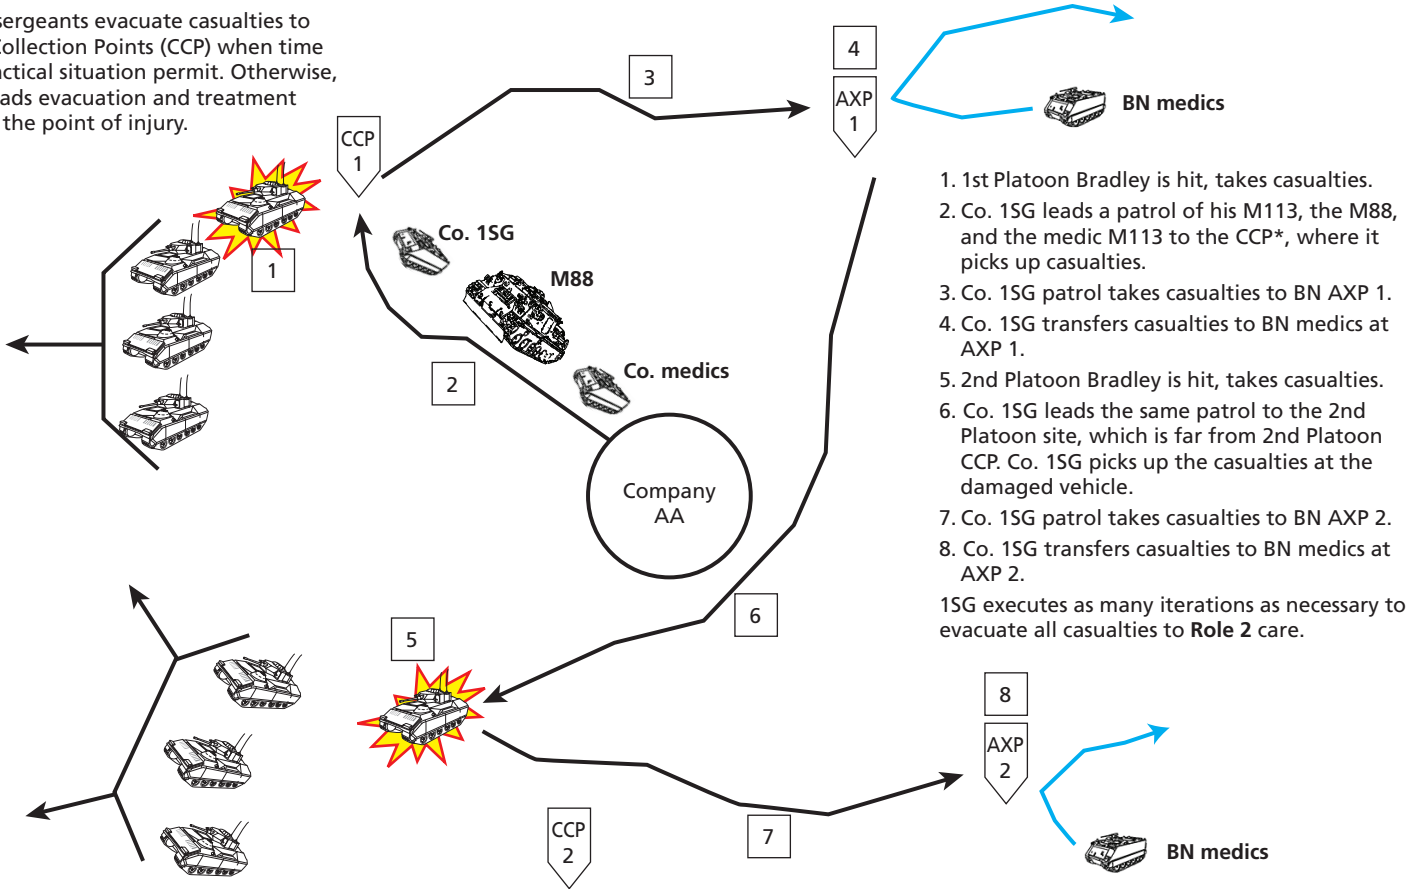 sergeants evacuate casualties to
Collection Points (CCP) when time
actical situation permit. Otherwise,
ads evacuation and treatment
the point of injury.
CCP
1
3
4
AXP
1
BN medics
1
Co. 1SG
M88
2
Co. medics
Company
AA
1. 1st Platoon Bradley is hit, takes casualties.
2. Co. 1SG leads a patrol of his M113, the M88,
and the medic M113 to the CCP*, where it
picks up casualties.
3. Co. 1SG patrol takes casualties to BN AXP 1.
4. Co. 1SG transfers casualties to BN medics at
AXP 1.
5. 2nd Platoon Bradley is hit, takes casualties.
6. Co. 1SG leads the same patrol to the 2nd
Platoon site, which is far from 2nd Platoon
CCP. Co. 1SG picks up the casualties at the
damaged vehicle.
7. Co. 1SG patrol takes casualties to BN AXP 2.
8. Co. 1SG transfers casualties to BN medics at
AXP 2.
1SG executes as many iterations as necessary to
evacuate all casualties to Role 2 care.
6
5
8
AXP
2
CCP
2
7
BN medics